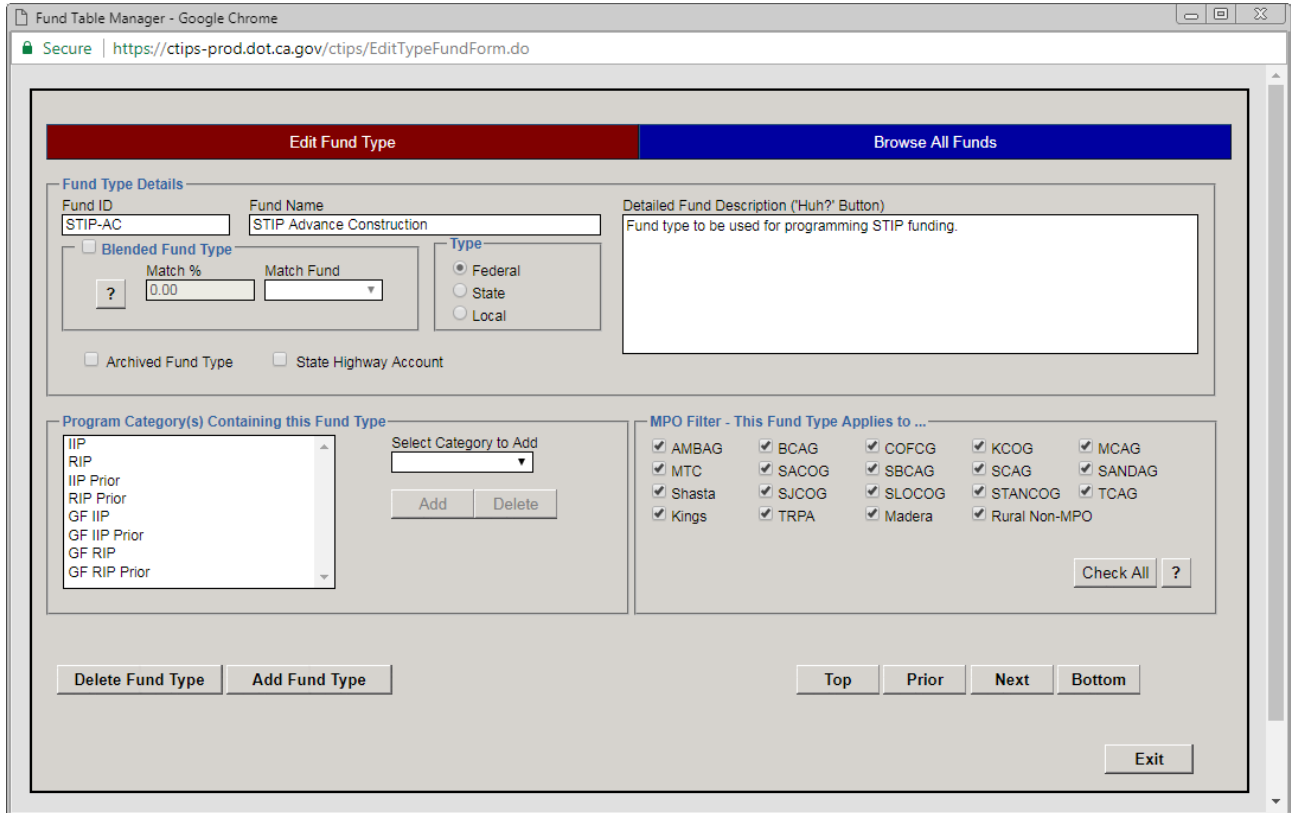 Fund Table Manager - Google Chrome
Secure | https://ctips-prod.dot.ca.gov/ctips/EditTypeFundForm.do
Edit Fund Type
Browse All Funds
Fund Type Details
Fund ID
Fund Name
STIP-AC
STIP Advance Construction
Detailed Fund Description ('Huh?' Button)
Fund type to be used for programming STIP funding.
Blended Fund Type
Match %
Match Fund
?
0.00
Type
Federal
State
Local
Archived Fund Type
State Highway Account
Program Category(s) Containing this Fund Type
IIP
RIP
IIP Prior
RIP Prior
GF IIP
GF IIP Prior
GF RIP
GF RIP Prior
Select Category to Add
Add
Delete
MPO Filter - This Fund Type Applies to ...
AMBAG BCAG COFCG KCOG MCAG
MTC SACOG SBCAG SCAG SANDAG
Shasta SJCOG SLOCOG STANCOG TCAG
Kings TRPA Madera Rural Non-MPO
Check All ?
Delete Fund Type Add Fund Type
Top Prior Next Bottom
Exit